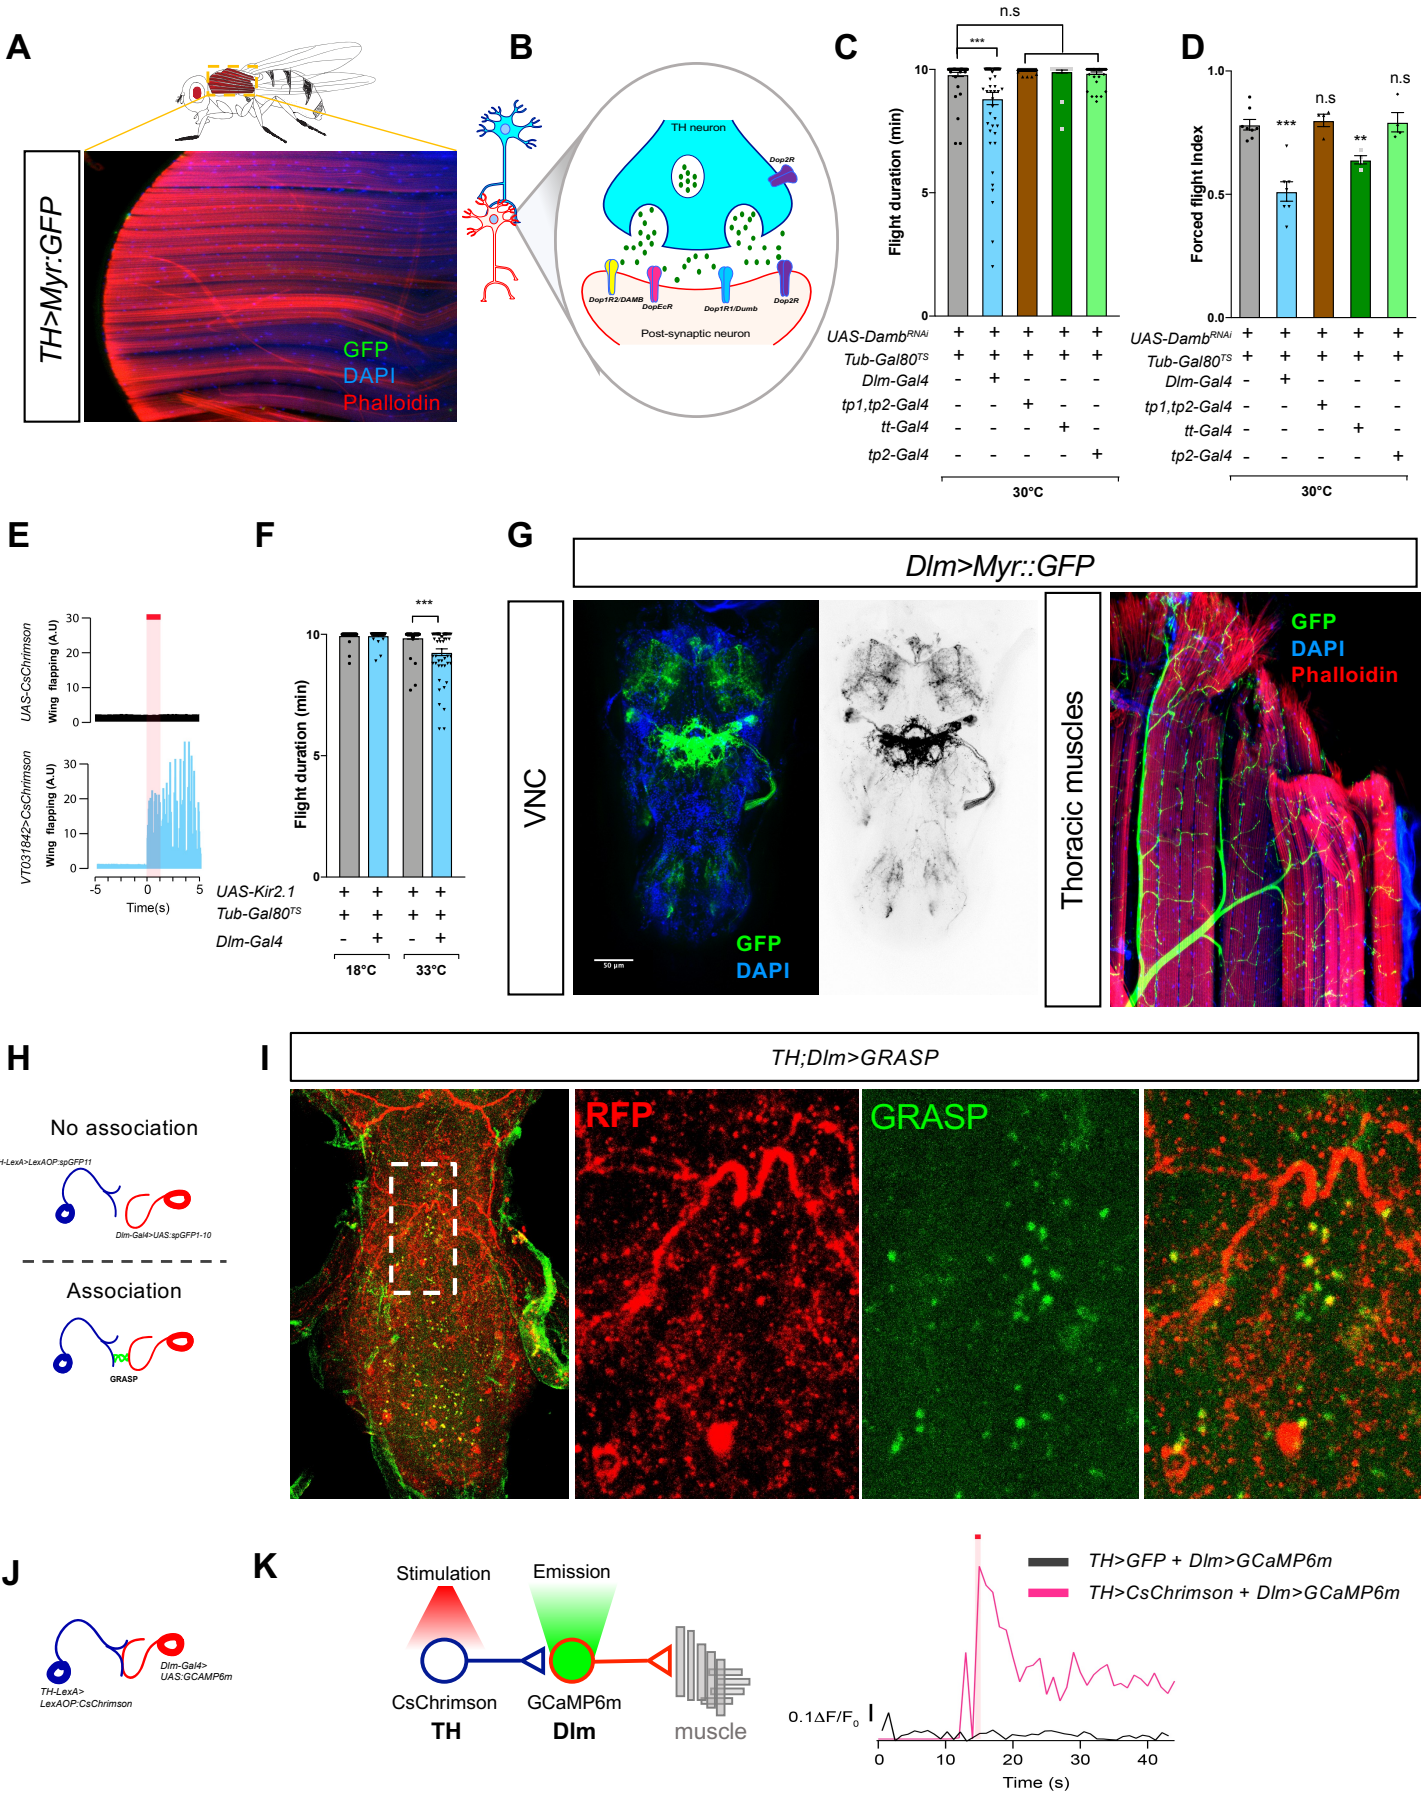 A
TH>Myr:GFP
GFP
DAPI
Phalloidin
B
TH neuron
Dop2R
Dop1R2/DAMB
DopEcR
Dop1R1/Dumb
Dop2R
Post-synaptic neuron
C
n.s
***
Flight duration (min)
10
5
0
UAS-Damb^RNAi + + + + +
Tub-Gal80^TS + + + + +
Dlm-Gal4 - + - - -
tp1,tp2-Gal4 - - + - -
tt-Gal4 - - - + -
tp2-Gal4 - - - - +
30°C
D
*** n.s ** n.s
Forced flight Index
1.0
0.5
0.0
UAS-Damb^RNAi + + + + +
Tub-Gal80^TS + + + + +
Dlm-Gal4 - + - - -
tp1,tp2-Gal4 - - + - -
tt-Gal4 - - - + -
tp2-Gal4 - - - - +
30°C
E
UAS-CsChrimson
Wing flapping (A.U)
30
20
10
0
VT031842>CsChrimson
Wing flapping (A.U)
30
20
10
0
-5 0 5
Time(s)
F
***
Flight duration (min)
10
5
0
UAS-Kir2.1 + + + +
Tub-Gal80^TS + + + +
Dlm-Gal4 - + - +
18°C 33°C
G
Dlm>Myr::GFP
VNC
GFP
DAPI
50 µm
Thoracic muscles
GFP
DAPI
Phalloidin
H
No association
H-LexA>LexAOP:spGFP11
Dlm-Gal4>UAS:spGFP1-10
Association
GRASP
I
TH;Dlm>GRASP
RFP
GRASP
J
Dlm-Gal4>
UAS:GCAMP6m
TH-LexA>
LexAOP:CsChrimson
K
Stimulation
Emission
CsChrimson
TH
GCaMP6m
Dlm
muscle
TH>GFP + Dlm>GCaMP6m
TH>CsChrimson + Dlm>GCaMP6m
0.1ΔF/F₀
0 10 20 30 40
Time (s)